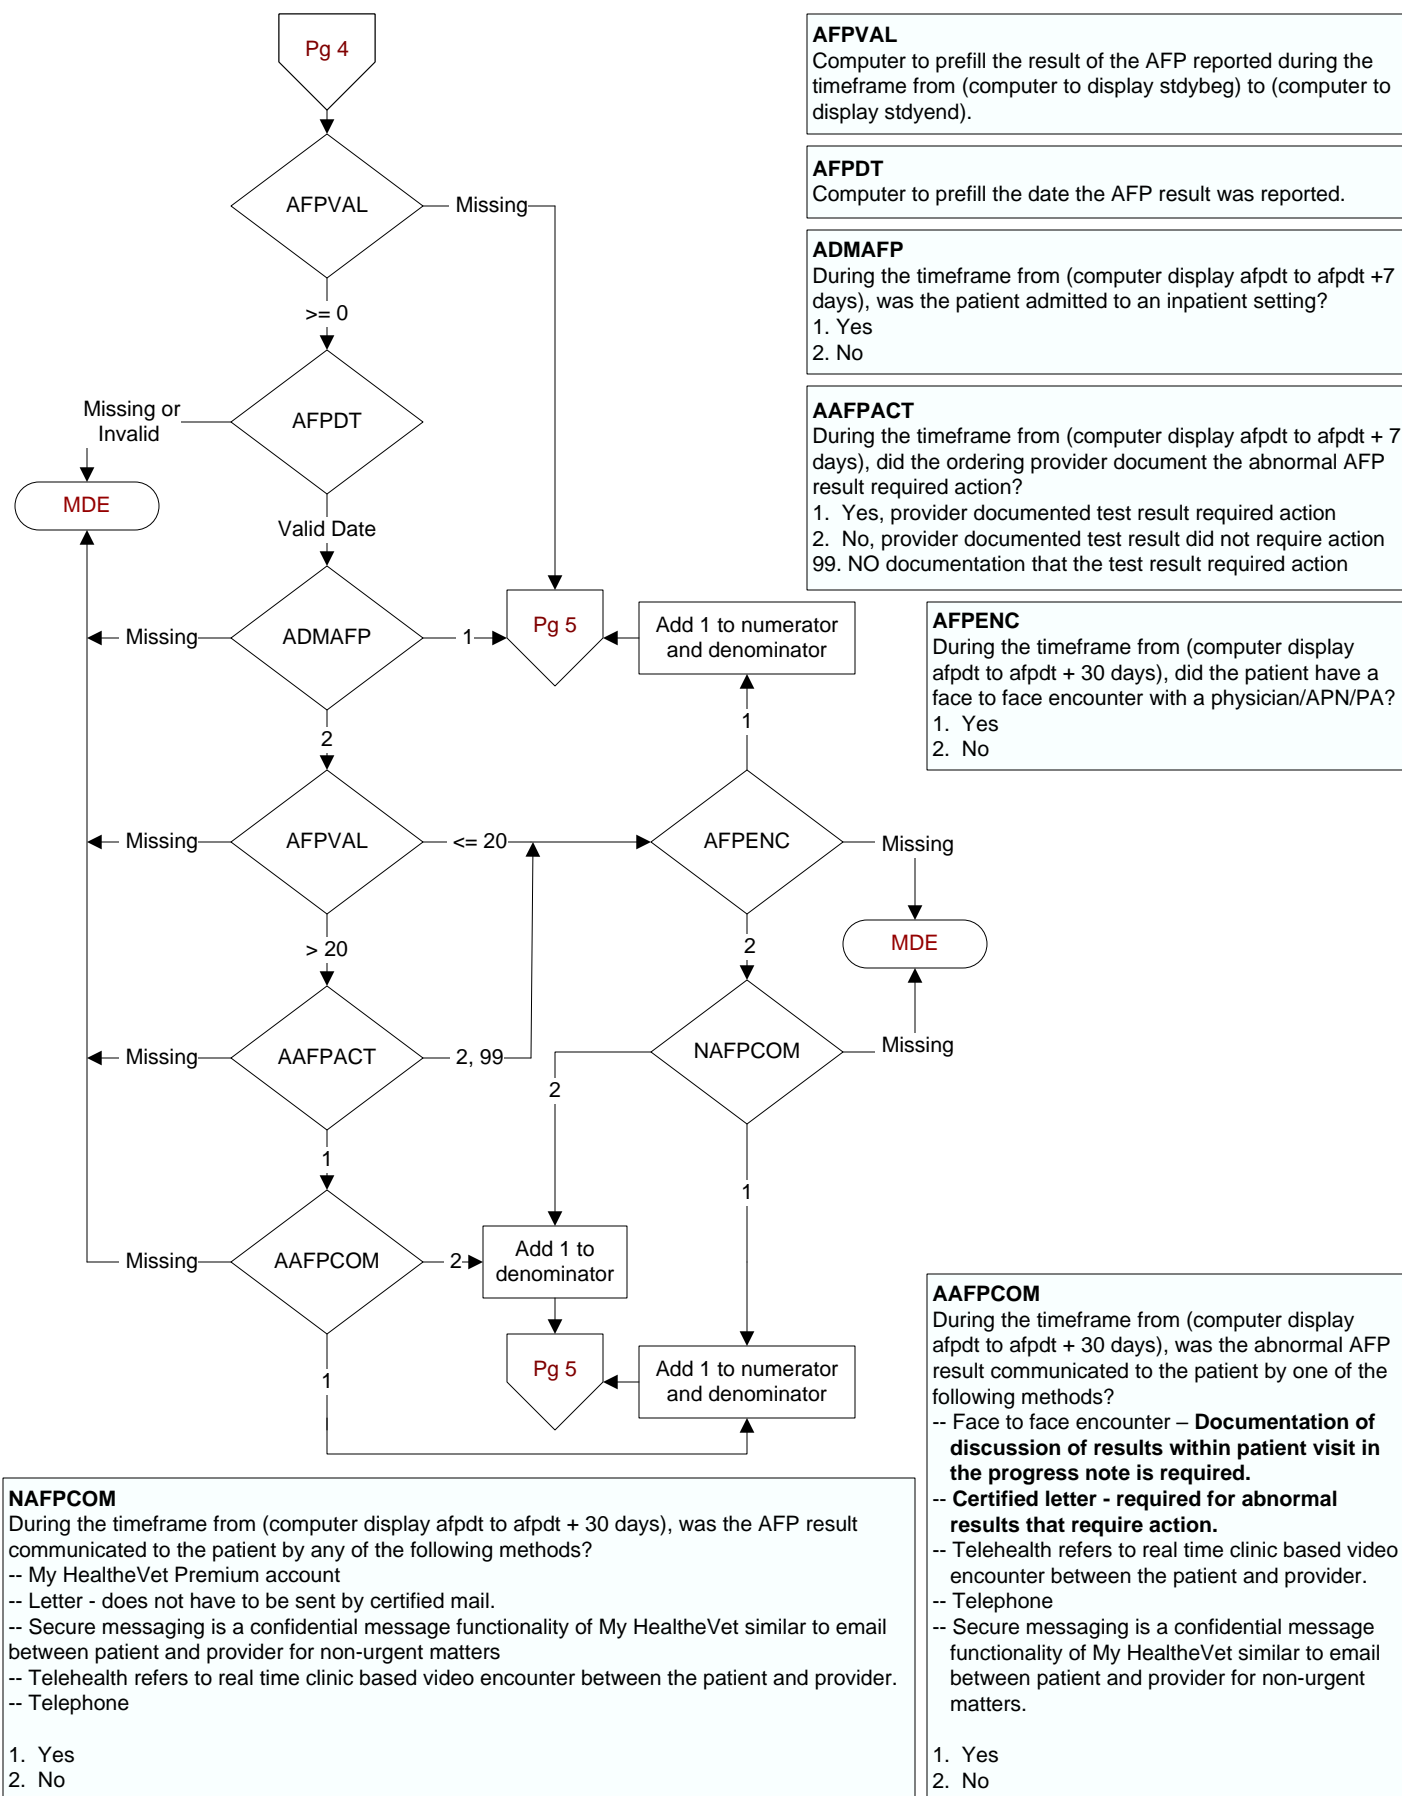 Pg 4
AFPVAL
Missing
>= 0
Missing or
Invalid
AFPDT
MDE
Valid Date
Missing
ADMAFP
1
Pg 5
Add 1 to numerator
and denominator
2
1
Missing
AFPVAL
<= 20
AFPENC
Missing
> 20
2
MDE
Missing
AAFPACT
2, 99
NAFPCOM
Missing
2
1
1
Missing
AAFPCOM
2
Add 1 to
denominator
1
Pg 5
Add 1 to numerator
and denominator
AFPVAL
Computer to prefill the result of the AFP reported during the
timeframe from (computer to display stdybeg) to (computer to
display stdyend).
AFPDT
Computer to prefill the date the AFP result was reported.
ADMAFP
During the timeframe from (computer display afpdt to afpdt +7
days), was the patient admitted to an inpatient setting?
1. Yes
2. No
AAFPACT
During the timeframe from (computer display afpdt to afpdt + 7
days), did the ordering provider document the abnormal AFP
result required action?
1. Yes, provider documented test result required action
2. No, provider documented test result did not require action
99. NO documentation that the test result required action
AFPENC
During the timeframe from (computer display
afpdt to afpdt + 30 days), did the patient have a
face to face encounter with a physician/APN/PA?
1. Yes
2. No
AAFPCOM
During the timeframe from (computer display
afpdt to afpdt + 30 days), was the abnormal AFP
result communicated to the patient by one of the
following methods?
-- Face to face encounter – Documentation of
discussion of results within patient visit in
the progress note is required.
-- Certified letter - required for abnormal
results that require action.
-- Telehealth refers to real time clinic based video
encounter between the patient and provider.
-- Telephone
-- Secure messaging is a confidential message
functionality of My HealtheVet similar to email
between patient and provider for non-urgent
matters.
1. Yes
2. No
NAFPCOM
During the timeframe from (computer display afpdt to afpdt + 30 days), was the AFP result
communicated to the patient by any of the following methods?
-- My HealtheVet Premium account
-- Letter - does not have to be sent by certified mail.
-- Secure messaging is a confidential message functionality of My HealtheVet similar to email
between patient and provider for non-urgent matters
-- Telehealth refers to real time clinic based video encounter between the patient and provider.
-- Telephone
1. Yes
2. No